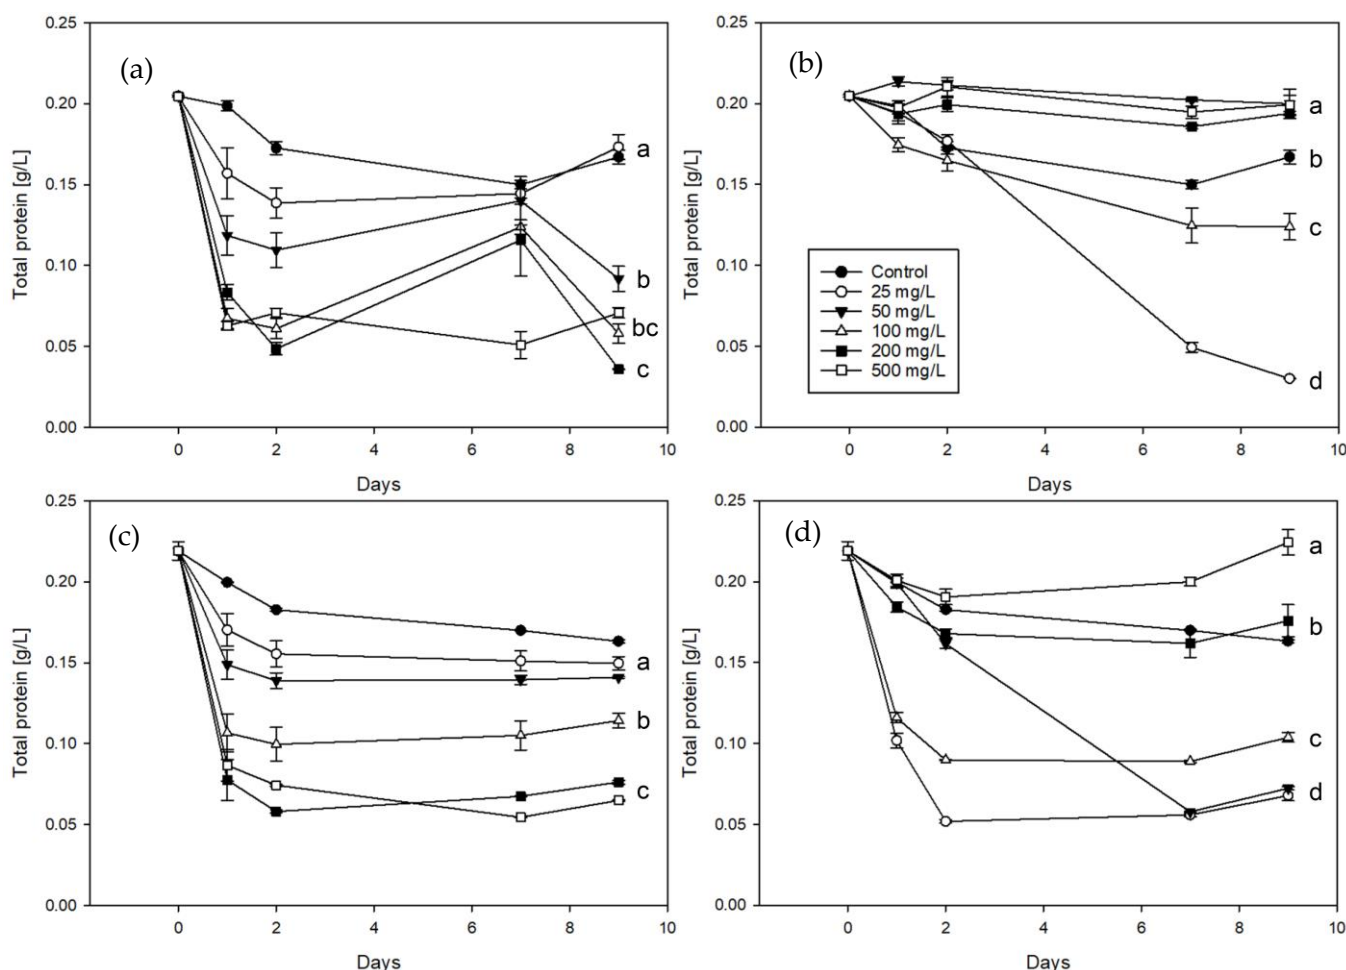 (a)
Total protein [g/L]
0.25
0.20
0.15
0.10
0.05
0.00
a
b
bc
c
0 2 4 6 8 10
Days
(b)
Total protein [g/L]
0.25
0.20
0.15
0.10
0.05
0.00
a
b
c
d
Control
25 mg/L
50 mg/L
100 mg/L
200 mg/L
500 mg/L
0 2 4 6 8 10
Days
(c)
Total protein [g/L]
0.25
0.20
0.15
0.10
0.05
0.00
a
b
c
0 2 4 6 8 10
Days
(d)
Total protein [g/L]
0.25
0.20
0.15
0.10
0.05
0.00
a
b
c
d
0 2 4 6 8 10
Days